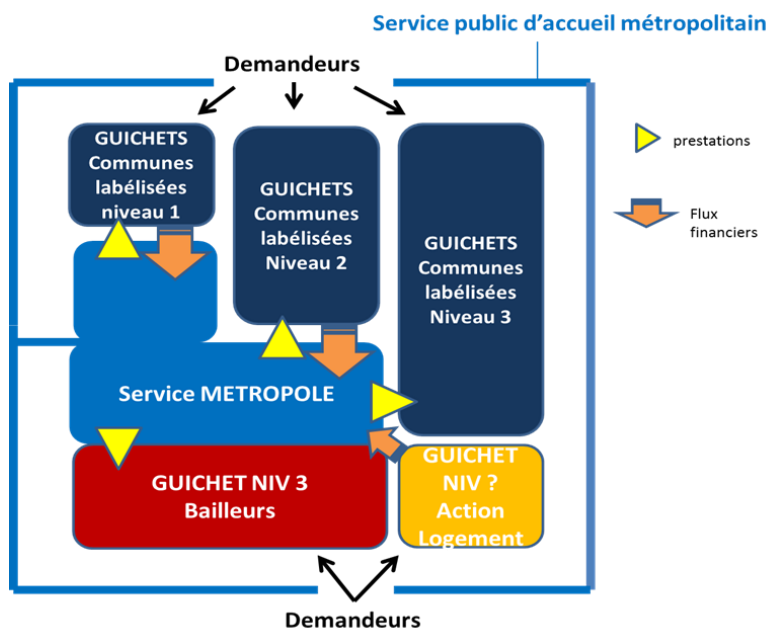 Service public d'accueil métropolitain
Demandeurs
GUICHETS
Communes
labélisées
niveau 1
GUICHETS
Communes
labélisées
Niveau 2
GUICHETS
Communes
labélisées
Niveau 3
prestations
Flux
financiers
Service METROPOLE
GUICHET NIV 3
Bailleurs
GUICHET
NIV ?
Action
Logement
Demandeurs